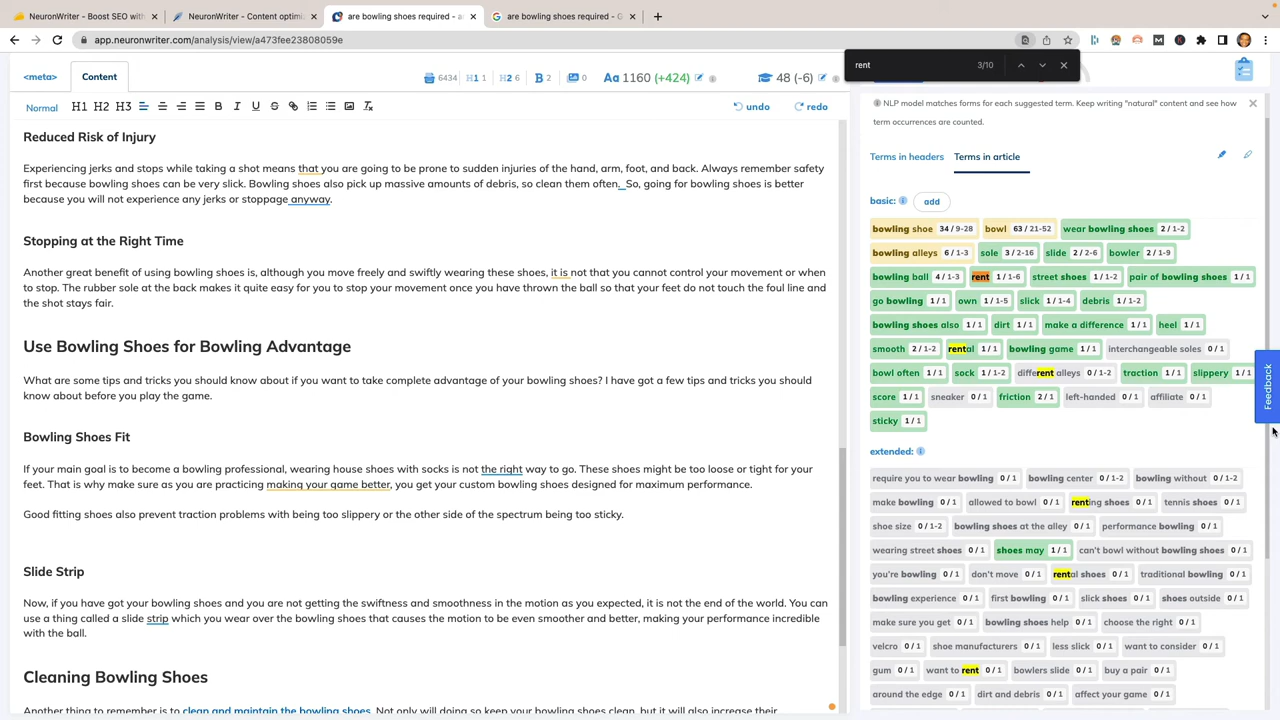 NeuronWriter - Boost SEO with
NeuronWriter - Content optimi
are bowling shoes required - a
are bowling shoes required - G
app.neuronwriter.com/analysis/view/a473fee23808059e
rent 3/10
<meta> Content
6434 H1 1 H2 6 B 2 0 Aa 1160 (+424) 48 (-6)
Normal H1 H2 H3 B I U S undo redo
Reduced Risk of Injury
Experiencing jerks and stops while taking a shot means that you are going to be prone to sudden injuries of the hand, arm, foot, and back. Always remember safety
first because bowling shoes can be very slick. Bowling shoes also pick up massive amounts of debris, so clean them often. So, going for bowling shoes is better
because you will not experience any jerks or stoppage anyway.
Stopping at the Right Time
Another great benefit of using bowling shoes is, although you move freely and swiftly wearing these shoes, it is not that you cannot control your movement or when
to stop. The rubber sole at the back makes it quite easy for you to stop your movement once you have thrown the ball so that your feet do not touch the foul line and
the shot stays fair.
Use Bowling Shoes for Bowling Advantage
What are some tips and tricks you should know about if you want to take complete advantage of your bowling shoes? I have got a few tips and tricks you should
know about before you play the game.
Bowling Shoes Fit
If your main goal is to become a bowling professional, wearing house shoes with socks is not the right way to go. These shoes might be too loose or tight for your
feet. That is why make sure as you are practicing making your game better, you get your custom bowling shoes designed for maximum performance.
Good fitting shoes also prevent traction problems with being too slippery or the other side of the spectrum being too sticky.
Slide Strip
Now, if you have got your bowling shoes and you are not getting the swiftness and smoothness in the motion as you expected, it is not the end of the world. You can
use a thing called a slide strip which you wear over the bowling shoes that causes the motion to be even smoother and better, making your performance incredible
with the ball.
Cleaning Bowling Shoes
Another thing to remember is to clean and maintain the bowling shoes. Not only will doing so keep your bowling shoes clean, but it will also increase their
NLP model matches forms for each suggested term. Keep writing "natural" content and see how
term occurrences are counted.
Terms in headers Terms in article
basic: add
bowling shoe 34 / 9-28 bowl 63 / 21-52 wear bowling shoes 2 / 1-2
bowling alleys 6 / 1-3 sole 3 / 2-16 slide 2 / 2-6 bowler 2 / 1-9
bowling ball 4 / 1-3 rent 1 / 1-6 street shoes 1 / 1-2 pair of bowling shoes 1 / 1
go bowling 1 / 1 own 1 / 1-5 slick 1 / 1-4 debris 1 / 1-2
bowling shoes also 1 / 1 dirt 1 / 1 make a difference 1 / 1 heel 1 / 1
smooth 2 / 1-2 rental 1 / 1 bowling game 1 / 1 interchangeable soles 0 / 1
bowl often 1 / 1 sock 1 / 1-2 different alleys 0 / 1-2 traction 1 / 1 slippery 1 / 1
score 1 / 1 sneaker 0 / 1 friction 2 / 1 left-handed 0 / 1 affiliate 0 / 1
sticky 1 / 1
extended:
require you to wear bowling 0 / 1 bowling center 0 / 1-2 bowling without 0 / 1-2
make bowling 0 / 1 allowed to bowl 0 / 1 renting shoes 0 / 1 tennis shoes 0 / 1
shoe size 0 / 1-2 bowling shoes at the alley 0 / 1 performance bowling 0 / 1
wearing street shoes 0 / 1 shoes may 1 / 1 can't bowl without bowling shoes 0 / 1
you're bowling 0 / 1 don't move 0 / 1 rental shoes 0 / 1 traditional bowling 0 / 1
bowling experience 0 / 1 first bowling 0 / 1 slick shoes 0 / 1 shoes outside 0 / 1
make sure you get 0 / 1 bowling shoes help 0 / 1 choose the right 0 / 1
velcro 0 / 1 shoe manufacturers 0 / 1 less slick 0 / 1 want to consider 0 / 1
gum 0 / 1 want to rent 0 / 1 bowlers slide 0 / 1 buy a pair 0 / 1
around the edge 0 / 1 dirt and debris 0 / 1 affect your game 0 / 1
Feedback